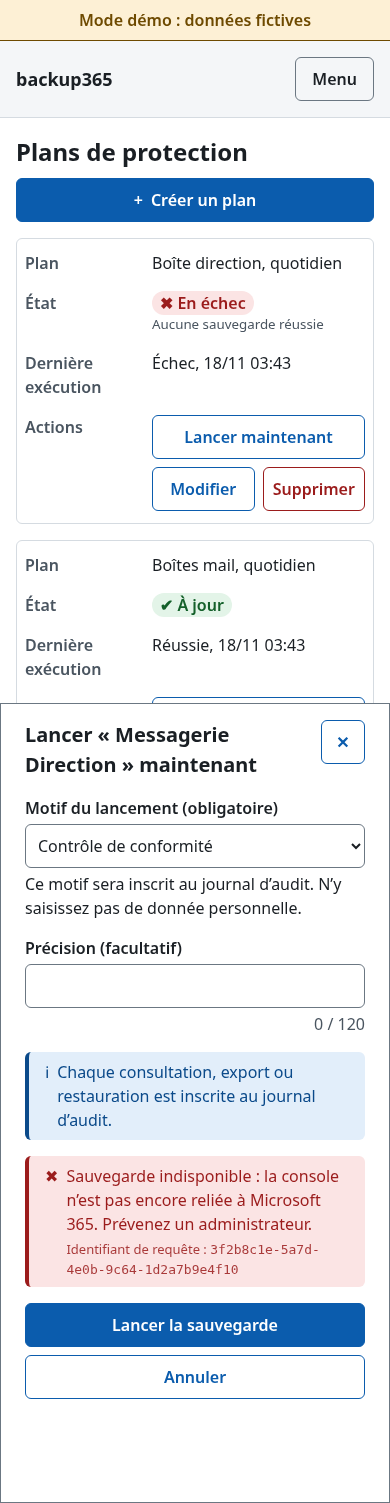 Mode démo : données fictives
backup365
Menu
Plans de protection
+ Créer un plan
Plan
Boîte direction, quotidien
État
✖ En échec
Aucune sauvegarde réussie
Dernière
exécution
Échec, 18/11 03:43
Actions
Lancer maintenant
Modifier
Supprimer
Plan
Boîtes mail, quotidien
État
✔ À jour
Dernière
exécution
Réussie, 18/11 03:43
Lancer « Messagerie
Direction » maintenant
✕
Motif du lancement (obligatoire)
Contrôle de conformité
Ce motif sera inscrit au journal d’audit. N’y
saisissez pas de donnée personnelle.
Précision (facultatif)
0 / 120
i Chaque consultation, export ou
restauration est inscrite au journal
d’audit.
✖ Sauvegarde indisponible : la console
n’est pas encore reliée à Microsoft
365. Prévenez un administrateur.
Identifiant de requête : 3f2b8c1e-5a7d-
4e0b-9c64-1d2a7b9e4f10
Lancer la sauvegarde
Annuler